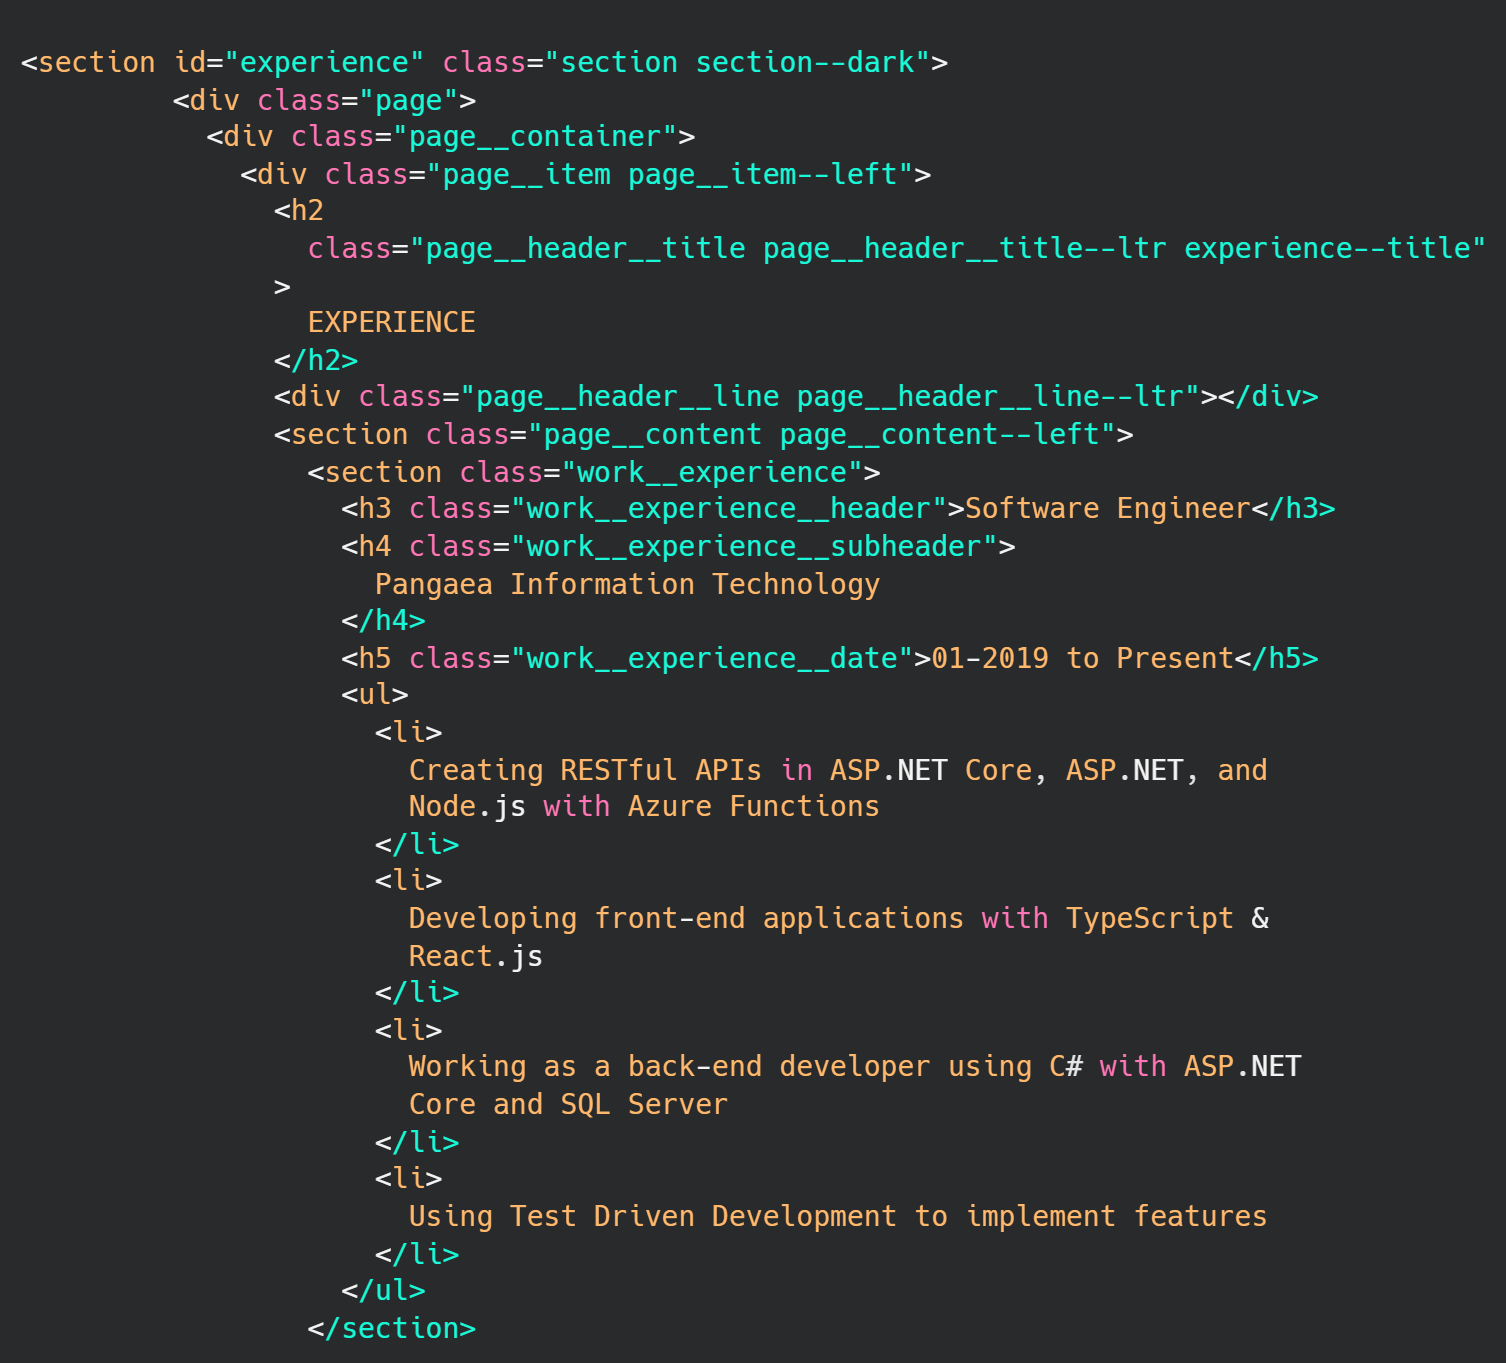 <section id="experience" class="section section--dark">
         <div class="page">
           <div class="page__container">
             <div class="page__item page__item--left">
               <h2
                 class="page__header__title page__header__title--ltr experience--title"
               >
                 EXPERIENCE
               </h2>
               <div class="page__header__line page__header__line--ltr"></div>
               <section class="page__content page__content--left">
                 <section class="work__experience">
                   <h3 class="work__experience__header">Software Engineer</h3>
                   <h4 class="work__experience__subheader">
                     Pangaea Information Technology
                   </h4>
                   <h5 class="work__experience__date">01-2019 to Present</h5>
                   <ul>
                     <li>
                       Creating RESTful APIs in ASP.NET Core, ASP.NET, and
                       Node.js with Azure Functions
                     </li>
                     <li>
                       Developing front-end applications with TypeScript &
                       React.js
                     </li>
                     <li>
                       Working as a back-end developer using C# with ASP.NET
                       Core and SQL Server
                     </li>
                     <li>
                       Using Test Driven Development to implement features
                     </li>
                   </ul>
                 </section>